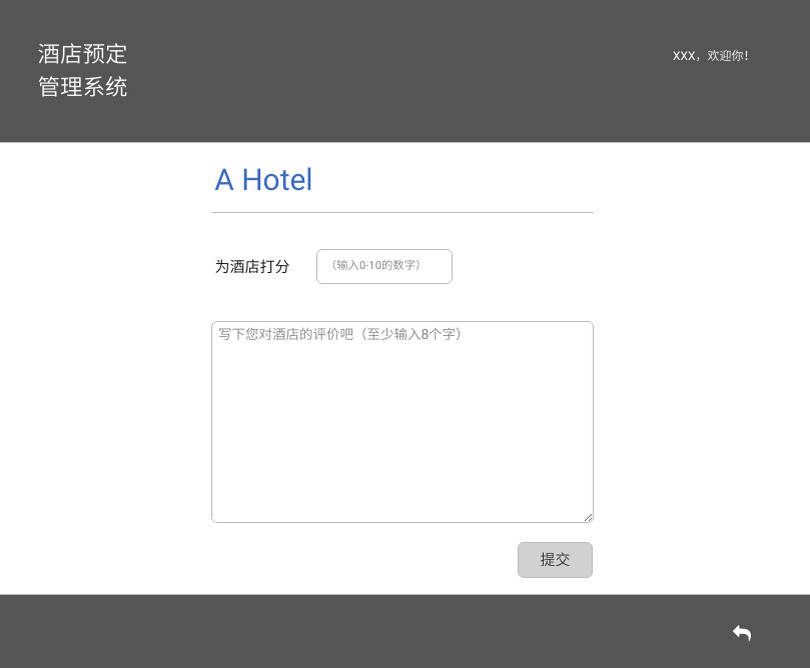 酒店预定
管理系统
XXX，欢迎你！
A Hotel
为酒店打分
（输入0-10的数字）
写下您对酒店的评价吧（至少输入8个字）
提交